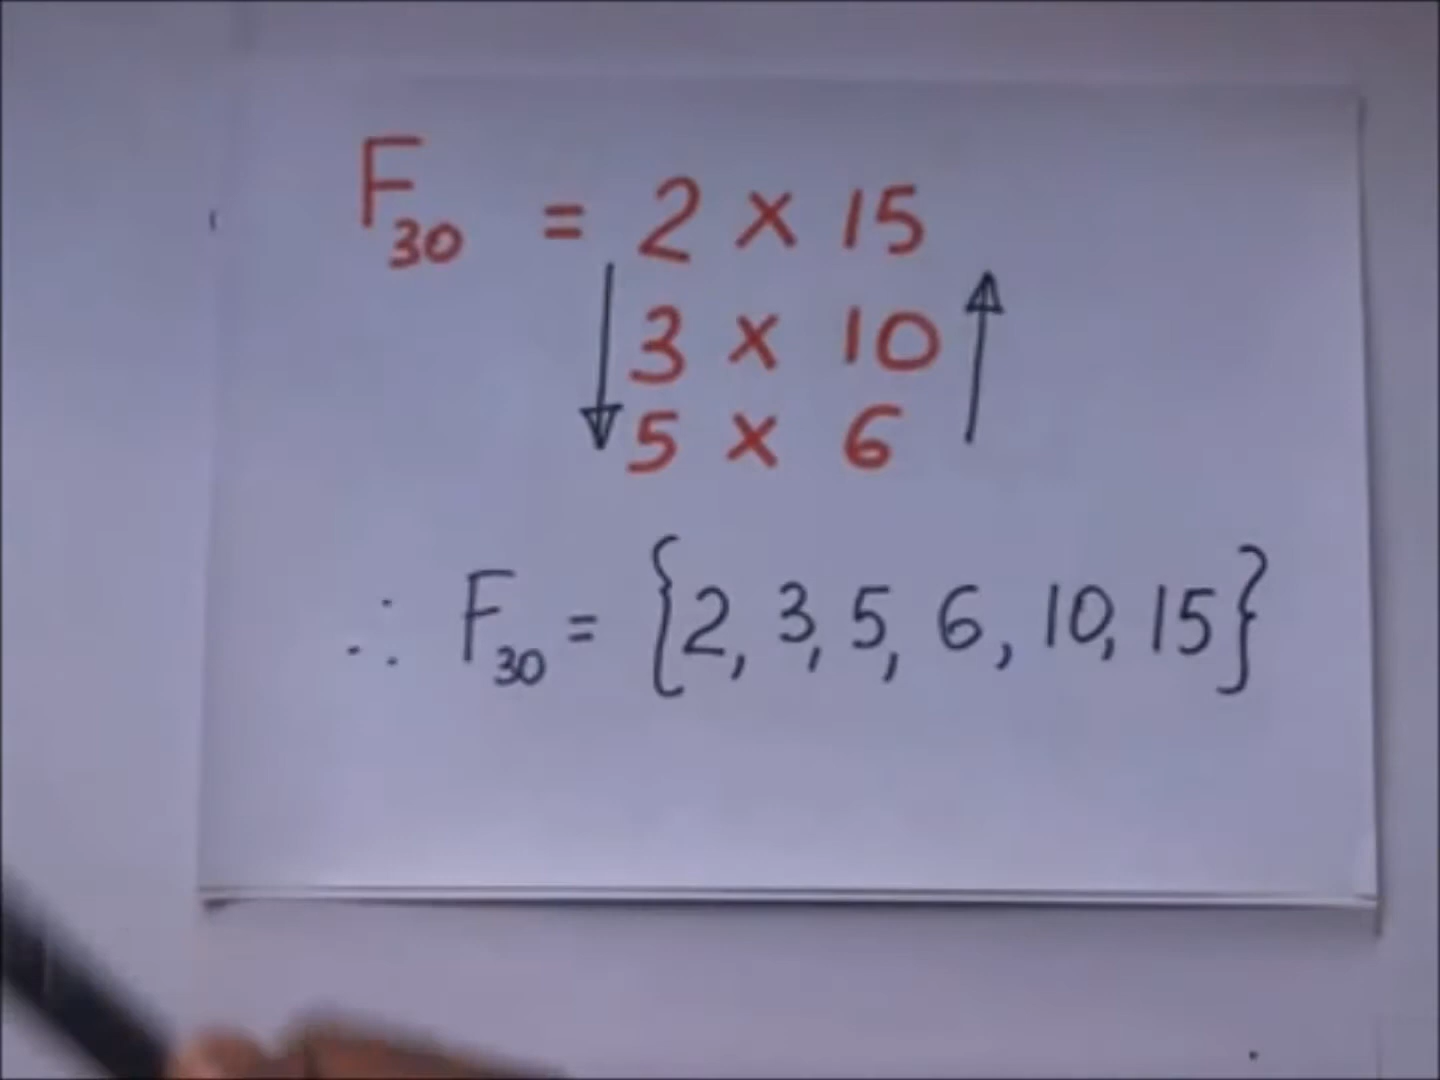 F₃₀ = 2 × 15
3 × 10
5 × 6
∴ F₃₀ = {2, 3, 5, 6, 10, 15}